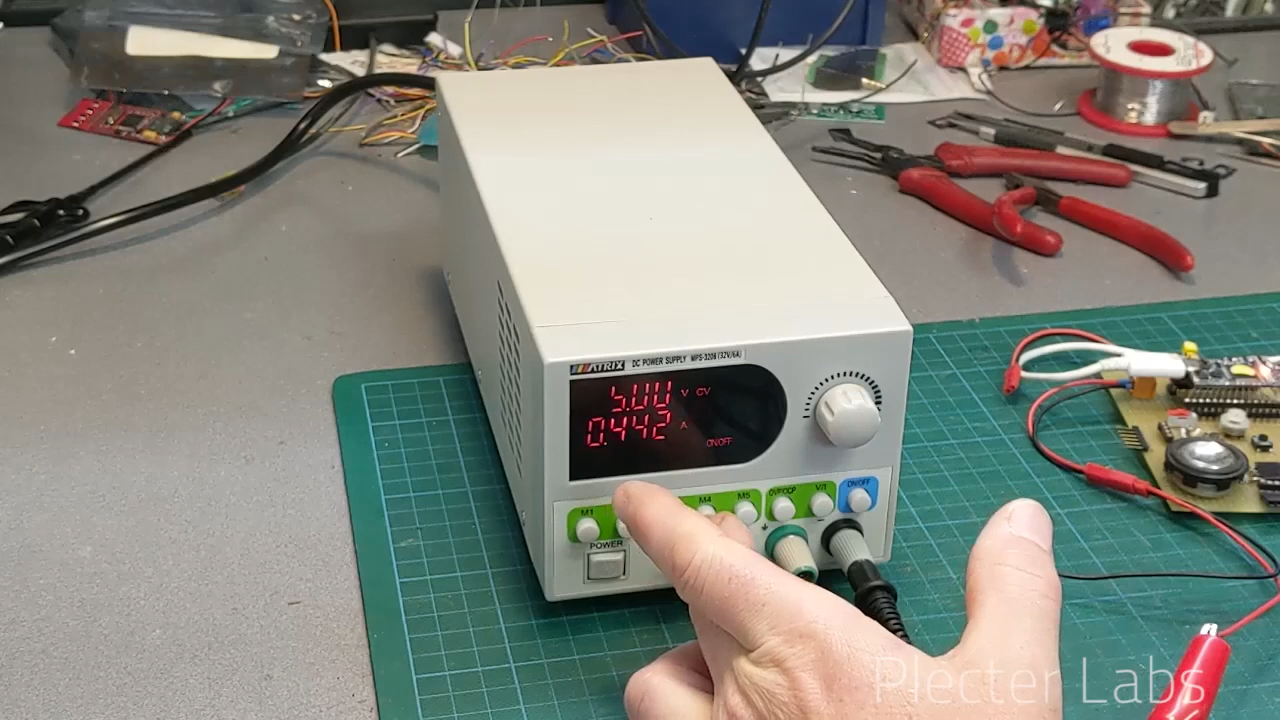 MATRIX DC POWER SUPPLY MPS-3206 (32V/6A)
5.00 V CV
0.442 A
ON/OFF
M1 M4 M5 OVP/OCP V/I ON/OFF
POWER
Plecter Labs